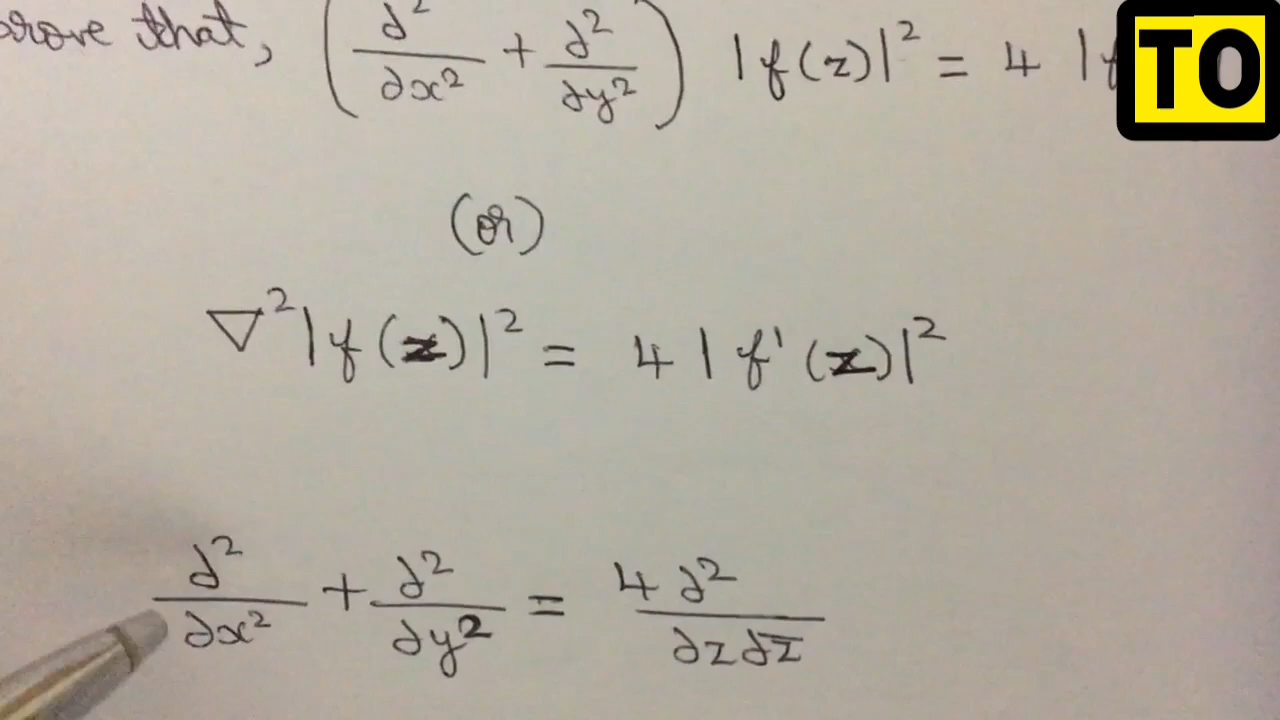 prove that, (∂²/∂x² + ∂²/∂y²) |f(z)|² = 4 |f
TO
(or)
∇²|f(z)|² = 4|f'(z)|²
∂²/∂x² + ∂²/∂y² = 4∂²/∂z∂z̅